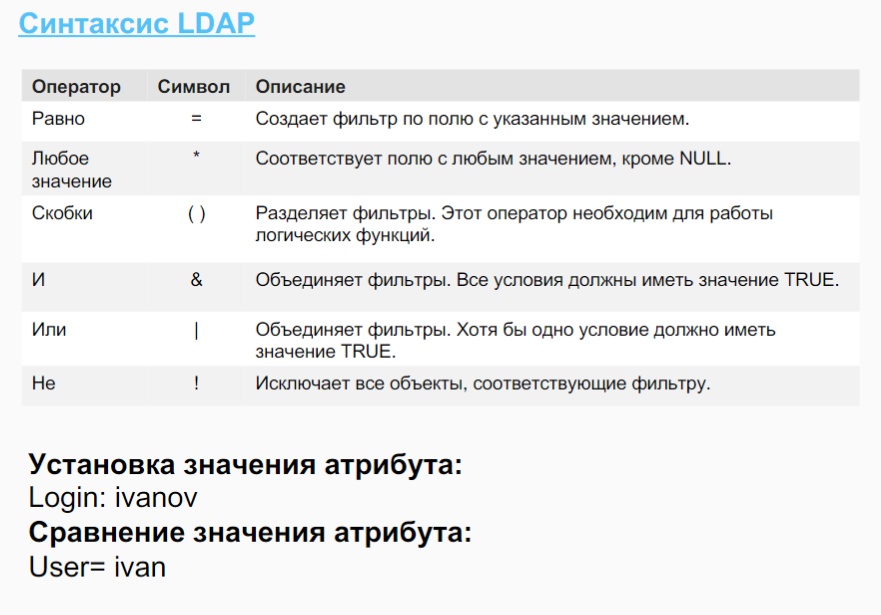 Синтаксис LDAP
Оператор Символ Описание
Равно = Создает фильтр по полю с указанным значением.
Любое * Соответствует полю с любым значением, кроме NULL.
значение
Скобки ( ) Разделяет фильтры. Этот оператор необходим для работы
логических функций.
И & Объединяет фильтры. Все условия должны иметь значение TRUE.
Или | Объединяет фильтры. Хотя бы одно условие должно иметь
значение TRUE.
Не ! Исключает все объекты, соответствующие фильтру.
Установка значения атрибута:
Login: ivanov
Сравнение значения атрибута:
User= ivan